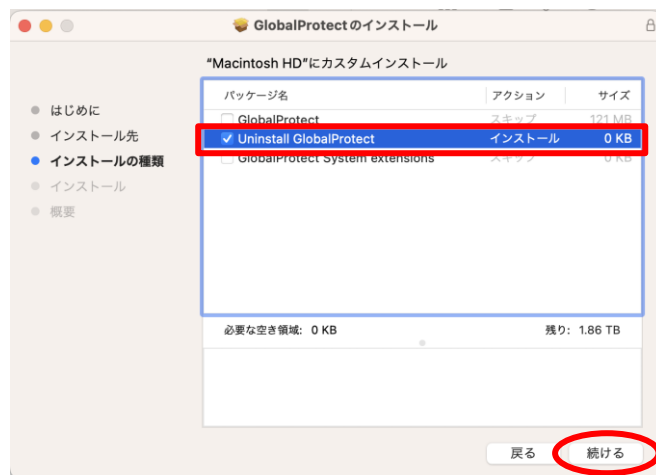 GlobalProtectのインストール
"Macintosh HD"にカスタムインストール
パッケージ名 アクション サイズ
GlobalProtect スキップ 121 MB
Uninstall GlobalProtect インストール 0 KB
GlobalProtect System extensions スキップ 0 KB
はじめに
インストール先
インストールの種類
インストール
概要
必要な空き領域: 0 KB 残り: 1.86 TB
戻る 続ける